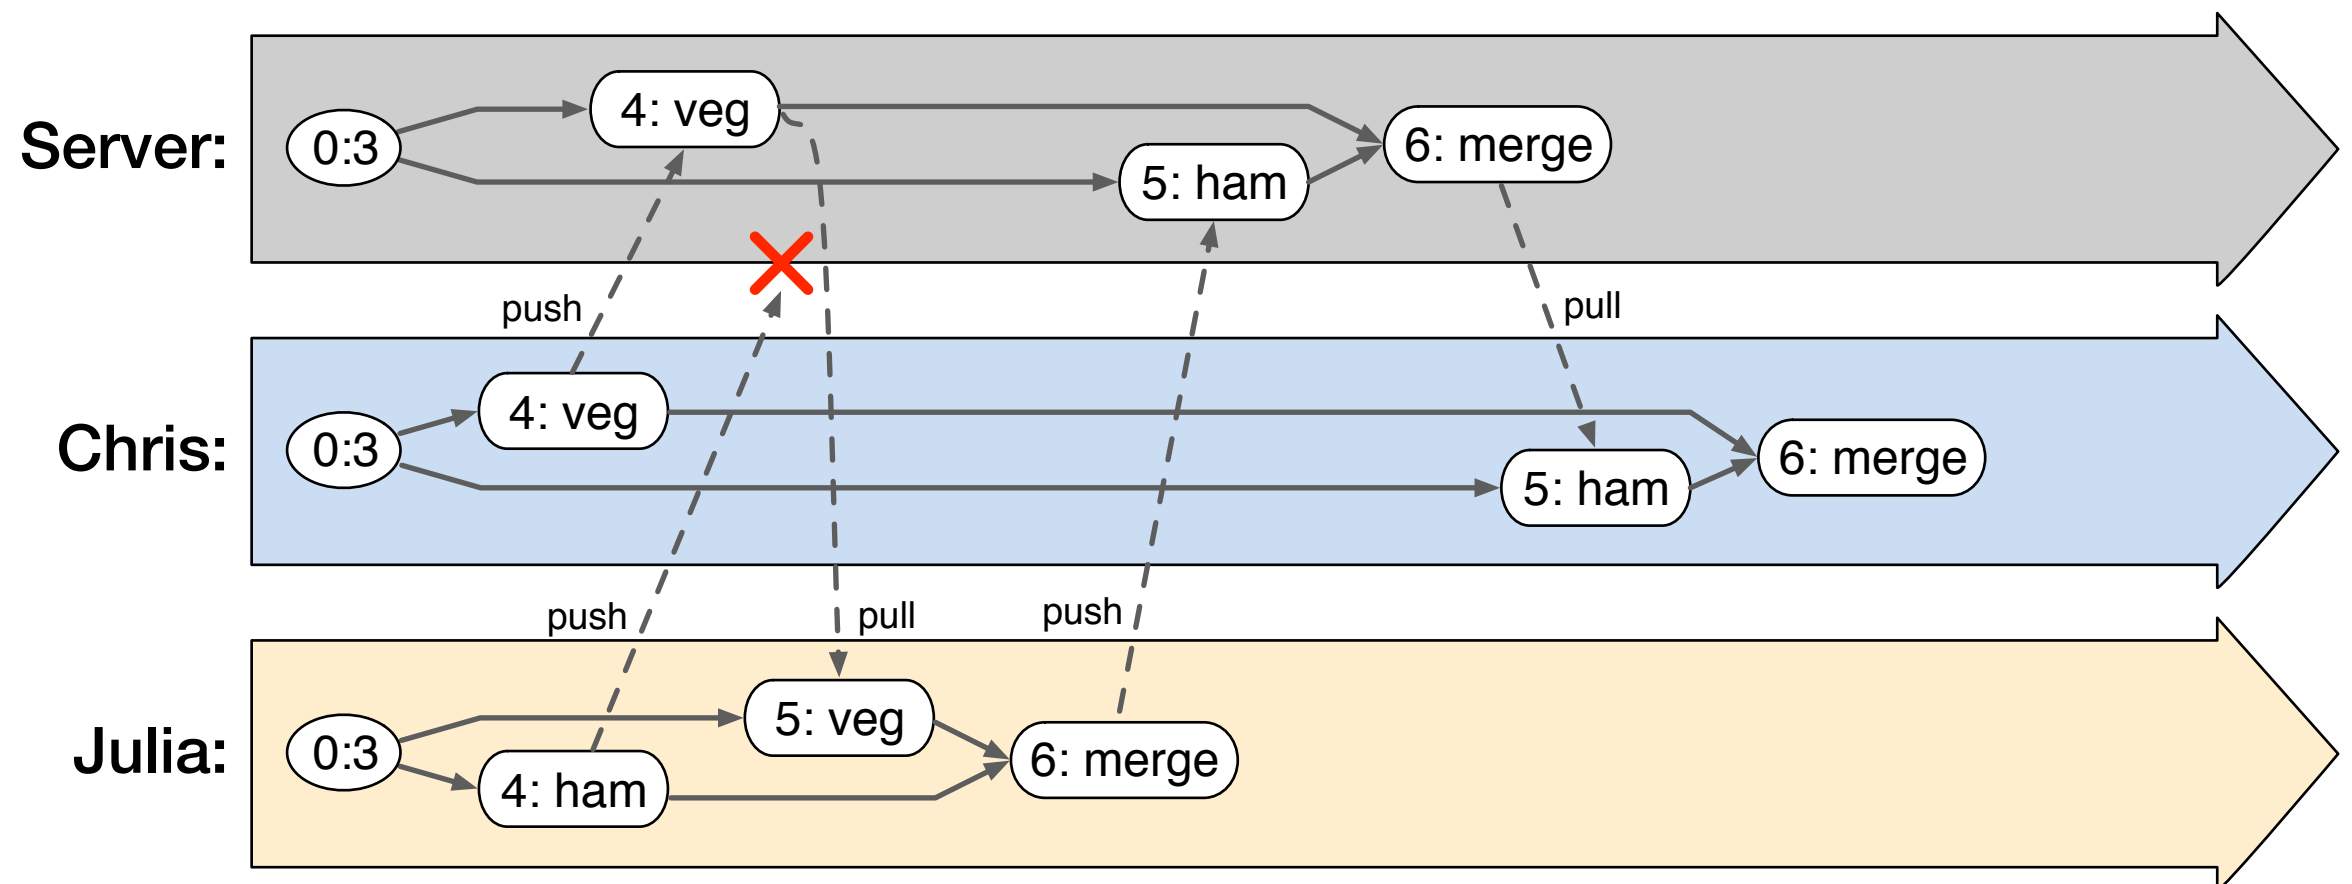 Server:
0:3
4: veg
5: ham
6: merge
push
pull
Chris:
0:3
4: veg
5: ham
6: merge
push
pull
push
Julia:
0:3
4: ham
5: veg
6: merge